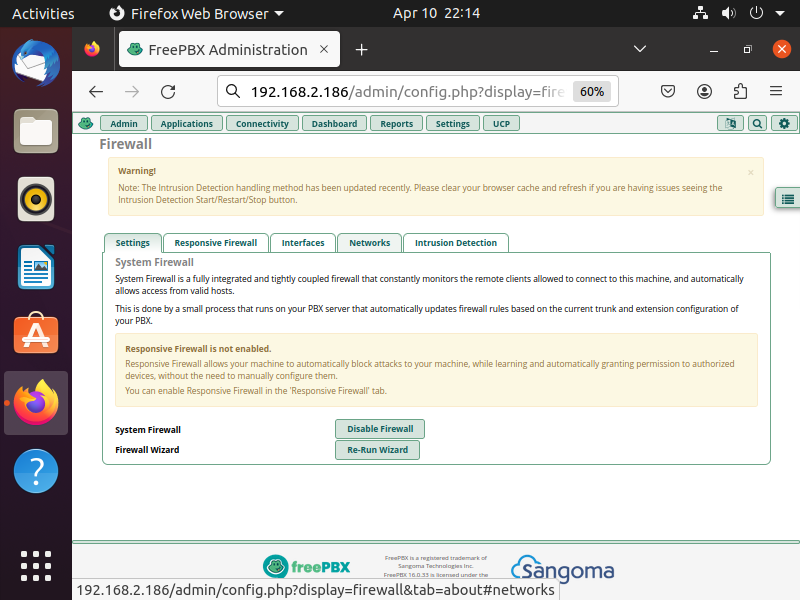 Activities
Firefox Web Browser
Apr 10 22:14
FreePBX Administration
192.168.2.186/admin/config.php?display=fire
60%
Admin
Applications
Connectivity
Dashboard
Reports
Settings
UCP
Firewall
Warning!
Note: The Intrusion Detection handling method has been updated recently. Please clear your browser cache and refresh if you are having issues seeing the
Intrusion Detection Start/Restart/Stop button.
Settings
Responsive Firewall
Interfaces
Networks
Intrusion Detection
System Firewall
System Firewall is a fully integrated and tightly coupled firewall that constantly monitors the remote clients allowed to connect to this machine, and automatically
allows access from valid hosts.
This is done by a small process that runs on your PBX server that automatically updates firewall rules based on the current trunk and extension configuration of
your PBX.
Responsive Firewall is not enabled.
Responsive Firewall allows your machine to automatically block attacks to your machine, while learning and automatically granting permission to authorized
devices, without the need to manually configure them.
You can enable Responsive Firewall in the 'Responsive Firewall' tab.
System Firewall
Disable Firewall
Firewall Wizard
Re-Run Wizard
freePBX
FreePBX is a registered trademark of
Sangoma Technologies Inc.
FreePBX 16.0.33 is licensed under the
Sangoma
192.168.2.186/admin/config.php?display=firewall&tab=about#networks